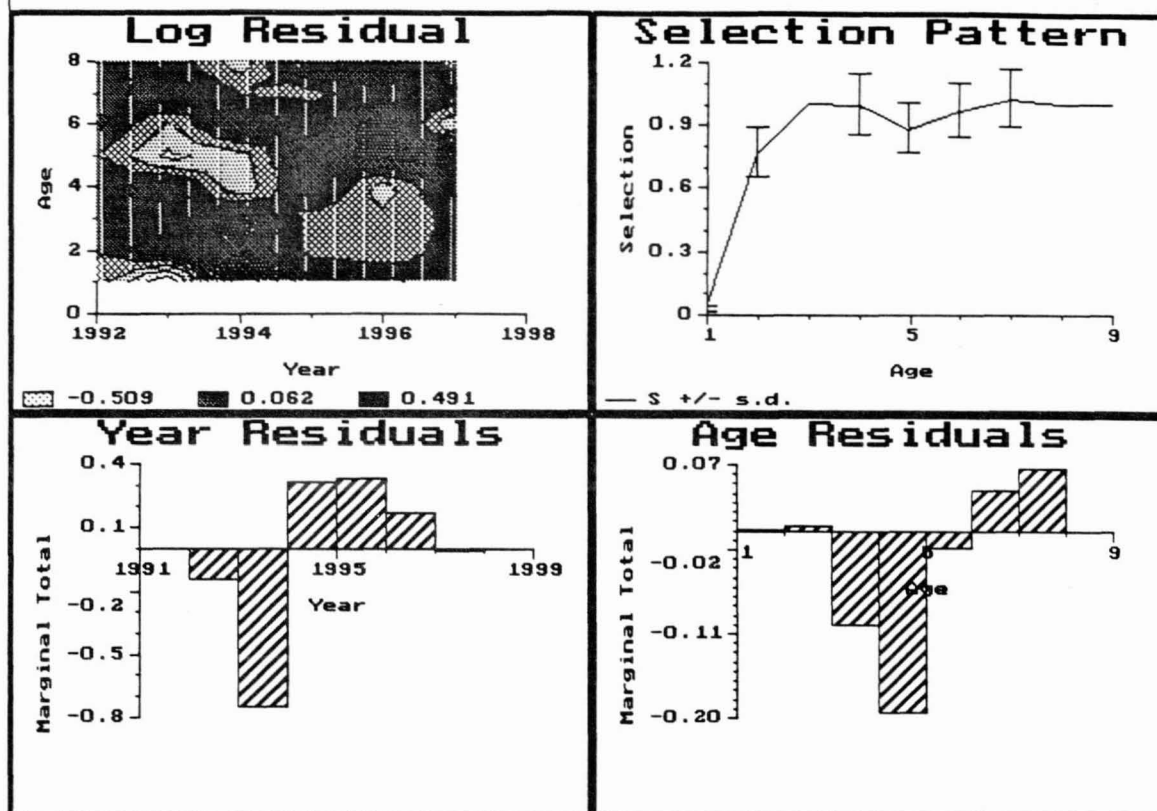 Log Residual
8
6
4
2
0
Age
1992 1994 1996 1998
Year
-0.509 0.062 0.491
Selection Pattern
1.2
0.9
0.6
0.3
0
Selection
1 5 9
Age
S +/- s.d.
Year Residuals
0.4
0.1
-0.2
-0.5
-0.8
Marginal Total
1991 1995 1999
Year
Age Residuals
0.07
-0.02
-0.11
-0.20
Marginal Total
1 9
Age